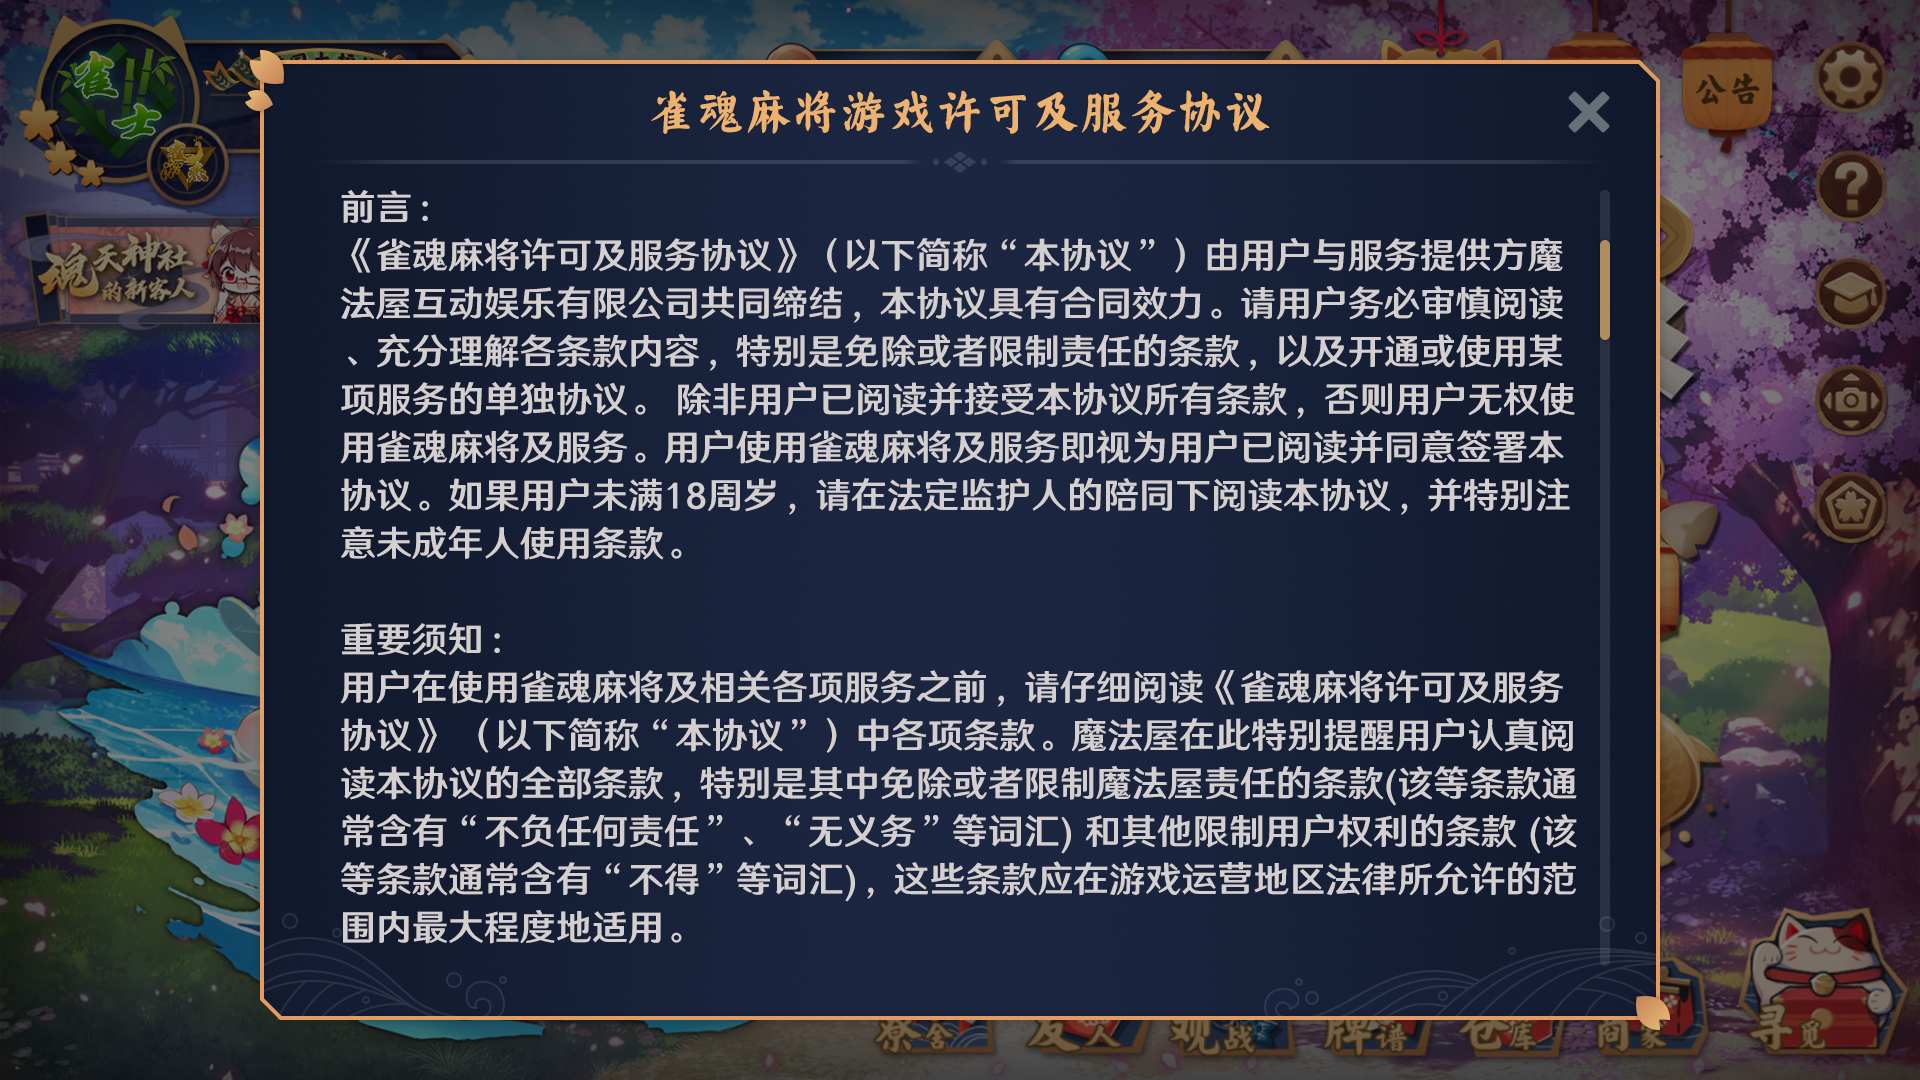 雀士
公告
魂天神社
的新客人
雀魂麻将游戏许可及服务协议
前言：
《雀魂麻将许可及服务协议》（以下简称“本协议”）由用户与服务提供方魔
法屋互动娱乐有限公司共同缔结，本协议具有合同效力。请用户务必审慎阅读
、充分理解各条款内容，特别是免除或者限制责任的条款，以及开通或使用某
项服务的单独协议。 除非用户已阅读并接受本协议所有条款，否则用户无权使
用雀魂麻将及服务。用户使用雀魂麻将及服务即视为用户已阅读并同意签署本
协议。如果用户未满18周岁，请在法定监护人的陪同下阅读本协议，并特别注
意未成年人使用条款。
重要须知：
用户在使用雀魂麻将及相关各项服务之前，请仔细阅读《雀魂麻将许可及服务
协议》（以下简称“本协议”）中各项条款。魔法屋在此特别提醒用户认真阅
读本协议的全部条款，特别是其中免除或者限制魔法屋责任的条款(该等条款通
常含有“不负任何责任”、“无义务”等词汇) 和其他限制用户权利的条款 (该
等条款通常含有“不得”等词汇)，这些条款应在游戏运营地区法律所允许的范
围内最大程度地适用。
寮舍 友人 观战 牌谱 仓库 商家 寻觅